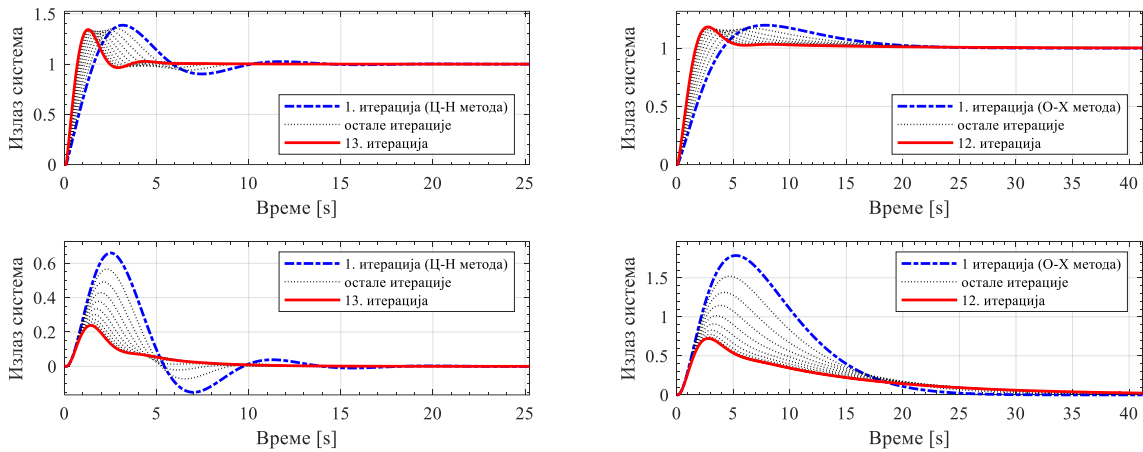 1.5
1
0.5
0
Излаз система
1. итерација (Ц-Н метода)
остале итерације
13. итерација
0 5 10 15 20 25
Време [s]
1
0.5
0
Излаз система
1. итерација (О-Х метода)
остале итерације
12. итерација
0 5 10 15 20 25 30 35 40
Време [s]
0.6
0.4
0.2
0
Излаз система
1. итерација (Ц-Н метода)
остале итерације
13. итерација
0 5 10 15 20 25
Време [s]
1.5
1
0.5
0
Излаз система
1 итерација (О-Х метода)
остале итерације
12. итерација
0 5 10 15 20 25 30 35 40
Време [s]